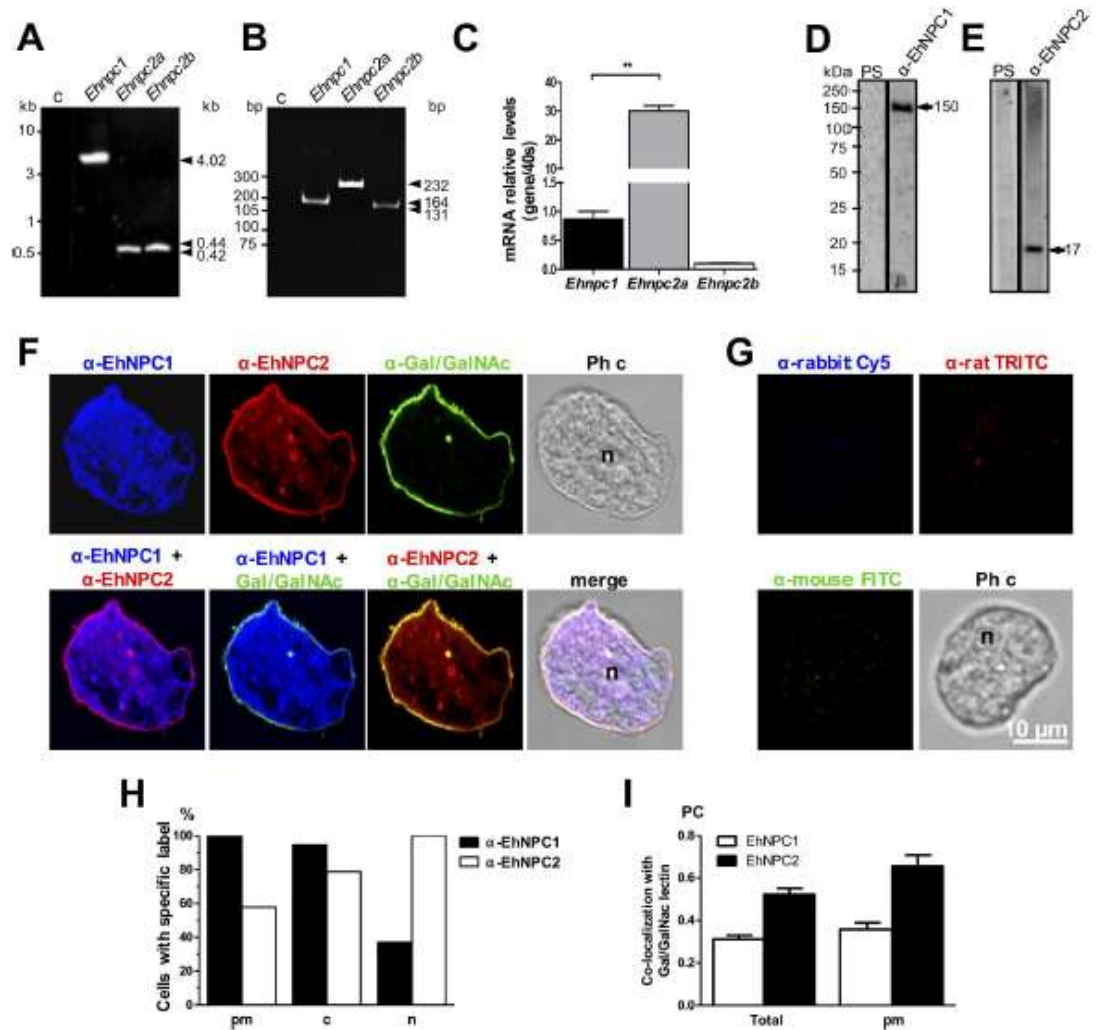 A
c Ehnpc1 Ehnpc2a Ehnpc2b
kb kb
10
3
1
0.5
4.02
0.44
0.42
B
c Ehnpc1 Ehnpc2a Ehnpc2b
bp bp
300
200
105
100
75
232
164
131
C
mRNA relative levels
(gene/40s)
40
30
20
10
1.0
0.5
0.0
**
Ehnpc1 Ehnpc2a Ehnpc2b
D
PS α-EhNPC1
kDa
250
150
100
75
50
37
25
20
15
150
E
PS α-EhNPC2
17
F
α-EhNPC1 α-EhNPC2 α-Gal/GalNAc Ph c
n
α-EhNPC1 + α-EhNPC1 + α-EhNPC2 +
α-EhNPC2 Gal/GalNAc α-Gal/GalNAc merge
n
G
α-rabbit Cy5 α-rat TRITC
α-mouse FITC Ph c
n
10 µm
H
%
Cells with specific label
100
80
60
40
20
0
pm c n
α-EhNPC1
α-EhNPC2
I
PC
Co-localization with
Gal/GalNac lectin
0.8
0.6
0.4
0.2
0.0
Total pm
EhNPC1
EhNPC2